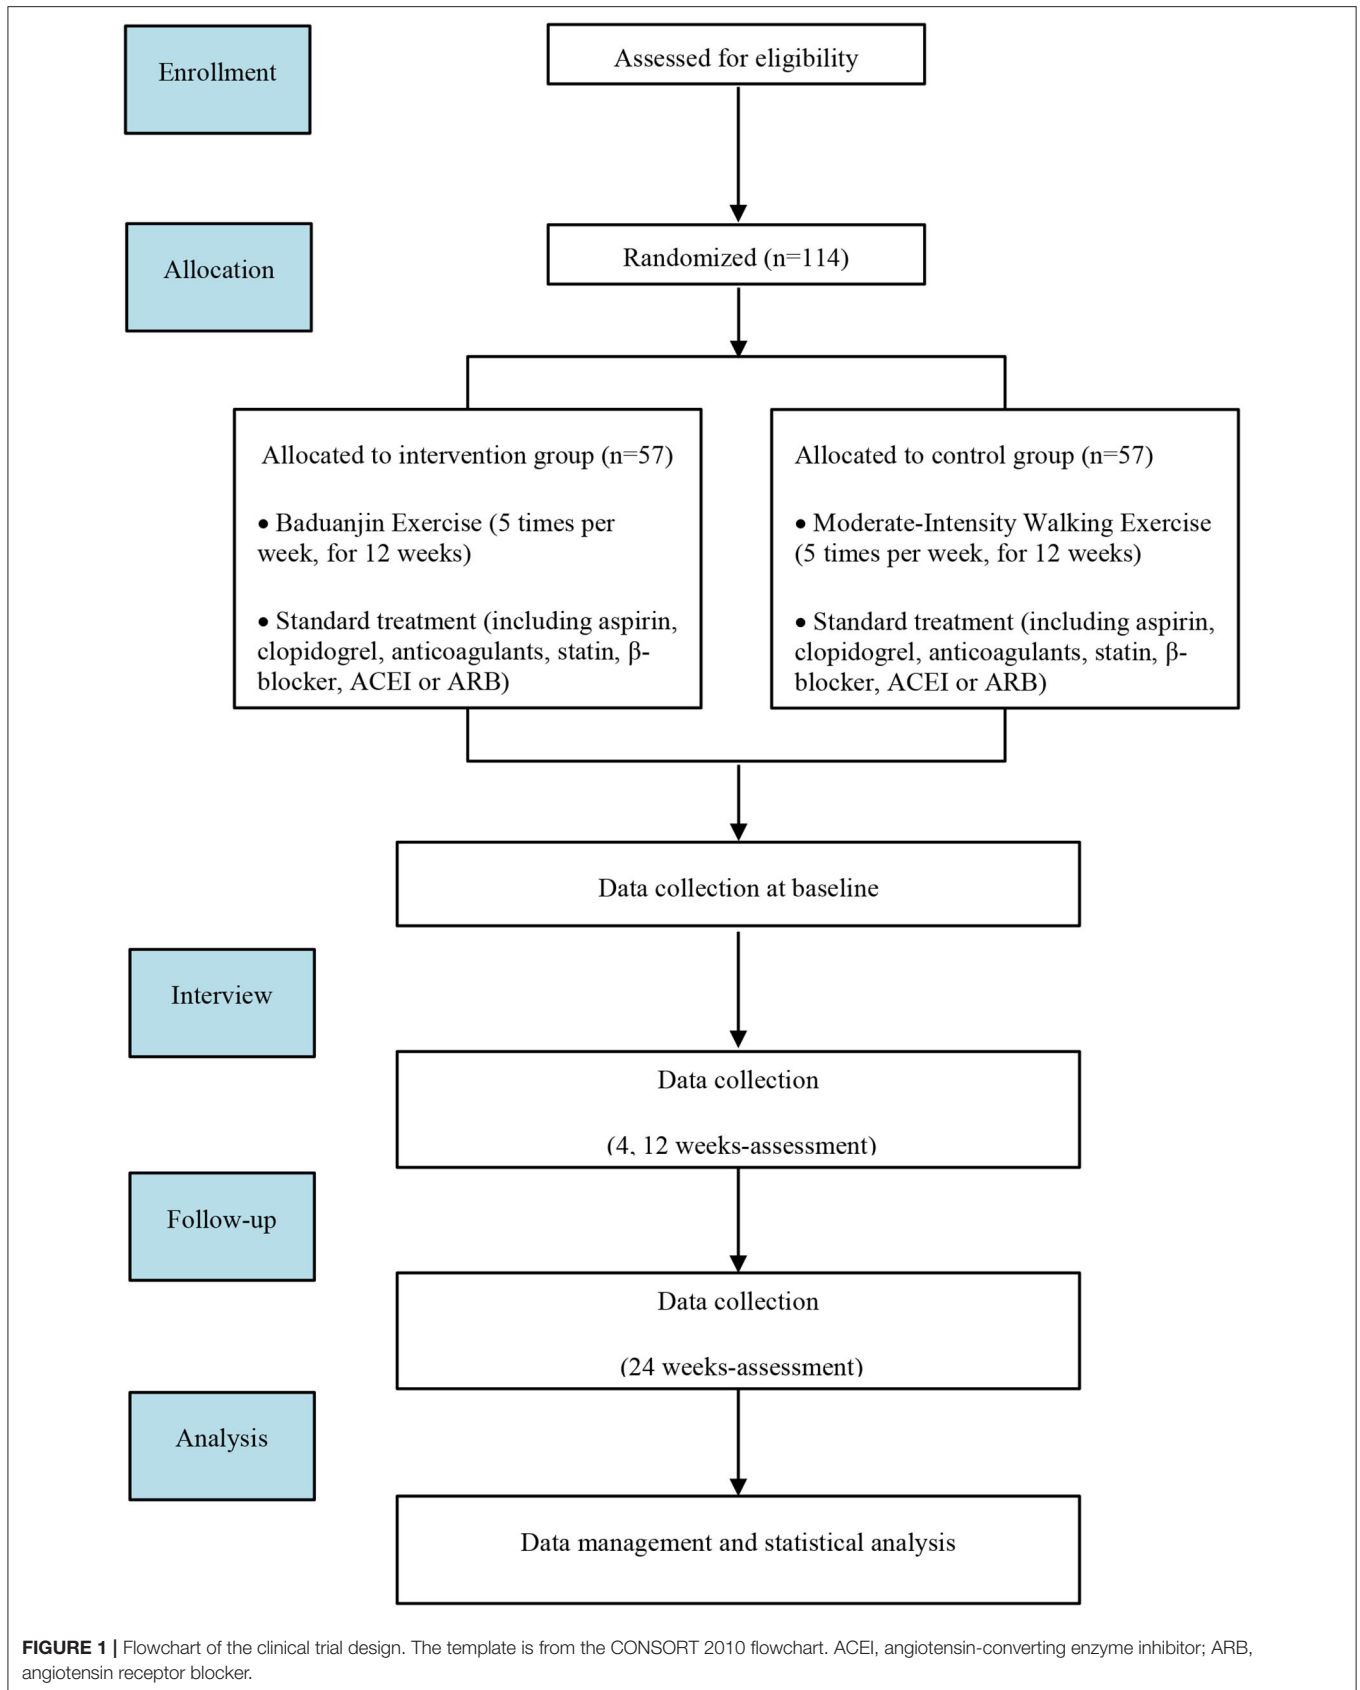 Enrollment
Assessed for eligibility
Allocation
Randomized (n=114)
Allocated to intervention group (n=57)
• Baduanjin Exercise (5 times per
week, for 12 weeks)
• Standard treatment (including aspirin,
clopidogrel, anticoagulants, statin, β-
blocker, ACEI or ARB)
Allocated to control group (n=57)
• Moderate-Intensity Walking Exercise
(5 times per week, for 12 weeks)
• Standard treatment (including aspirin,
clopidogrel, anticoagulants, statin, β-
blocker, ACEI or ARB)
Data collection at baseline
Interview
Data collection
(4, 12 weeks-assessment)
Follow-up
Data collection
(24 weeks-assessment)
Analysis
Data management and statistical analysis
FIGURE 1 | Flowchart of the clinical trial design. The template is from the CONSORT 2010 flowchart. ACEI, angiotensin-converting enzyme inhibitor; ARB,
angiotensin receptor blocker.